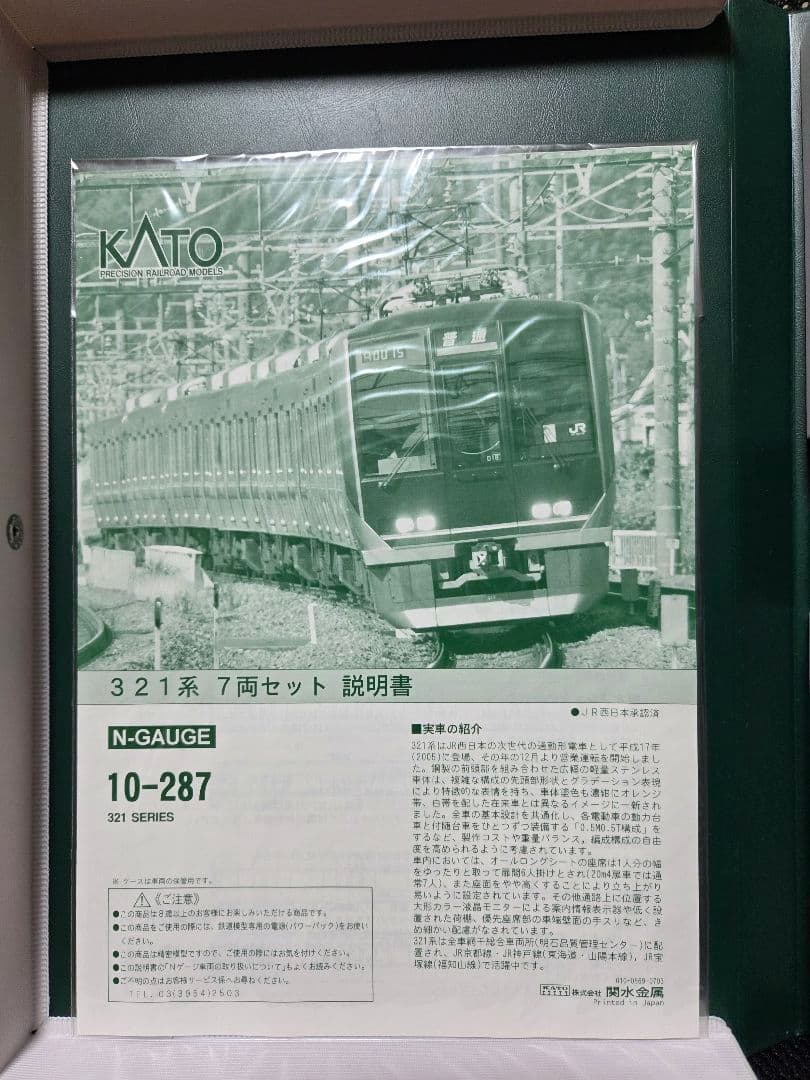 KATO
PRECISION RAILROAD MODELS
普通
JR
321系 7両セット 説明書
●JR西日本承認済
N-GAUGE
10-287
321 SERIES
■実車の紹介
321系はJR西日本の次世代の通勤形電車として平成17年
(2005)に登場、その年の12月より営業運転を開始しまし
た。鋼製の前頭部を組み合わせた広幅の軽量ステンレス
車体は、複雑な構成の先頭部形状とグラデーション表現
により特徴的な表情を持ち、車体塗色も濃紺にオレンジ
帯、白帯を配した在来車とは異なるイメージに一新され
ました。全車の基本設計を共通化し、各電動車の動力台
車と付随台車をひとつずつ装備する「0.5M0.5T構成」を
するなど、製作コストや重量バランス，編成構成の自由
度を高められるように考慮されています。
車内においては、オールロングシートの座席は1人分の幅
をゆったりと取って扉間6人掛けとされ(20m4扉車では通
常7人)、また座面をやや高くすることにより立ち上がり
易いように設定されています。その他通路上に位置する
大形カラー液晶モニターによる案内情報表示器や低く設
置された荷棚、優先座席部の車端壁面の手スリなど、き
め細かい配慮がなされています。
321系は全車網干総合車両所(明石品質管理センター)に配
置され、JR京都線・JR神戸線(東海道・山陽本線)，JR宝
塚線(福知山線)で活躍中です。
※ ケースは車両の保管用です。
《ご注意》
●この商品は8歳以上のお客様にお楽しみいただける商品です。
●この商品をご使用の際には、鉄道模型専用の電源(パワーパック)をお使い
ください。
●この商品は精密模型ですので、ご使用の際にはお気を付けください。
●この説明書の「Nゲージ車両の取り扱いについて」もよくお読みください。
●ご不明の点はお客様サービス係へお尋ねください。
TEL.03(3954)2503
KATO 株式会社 関水金属
Printed in Japan